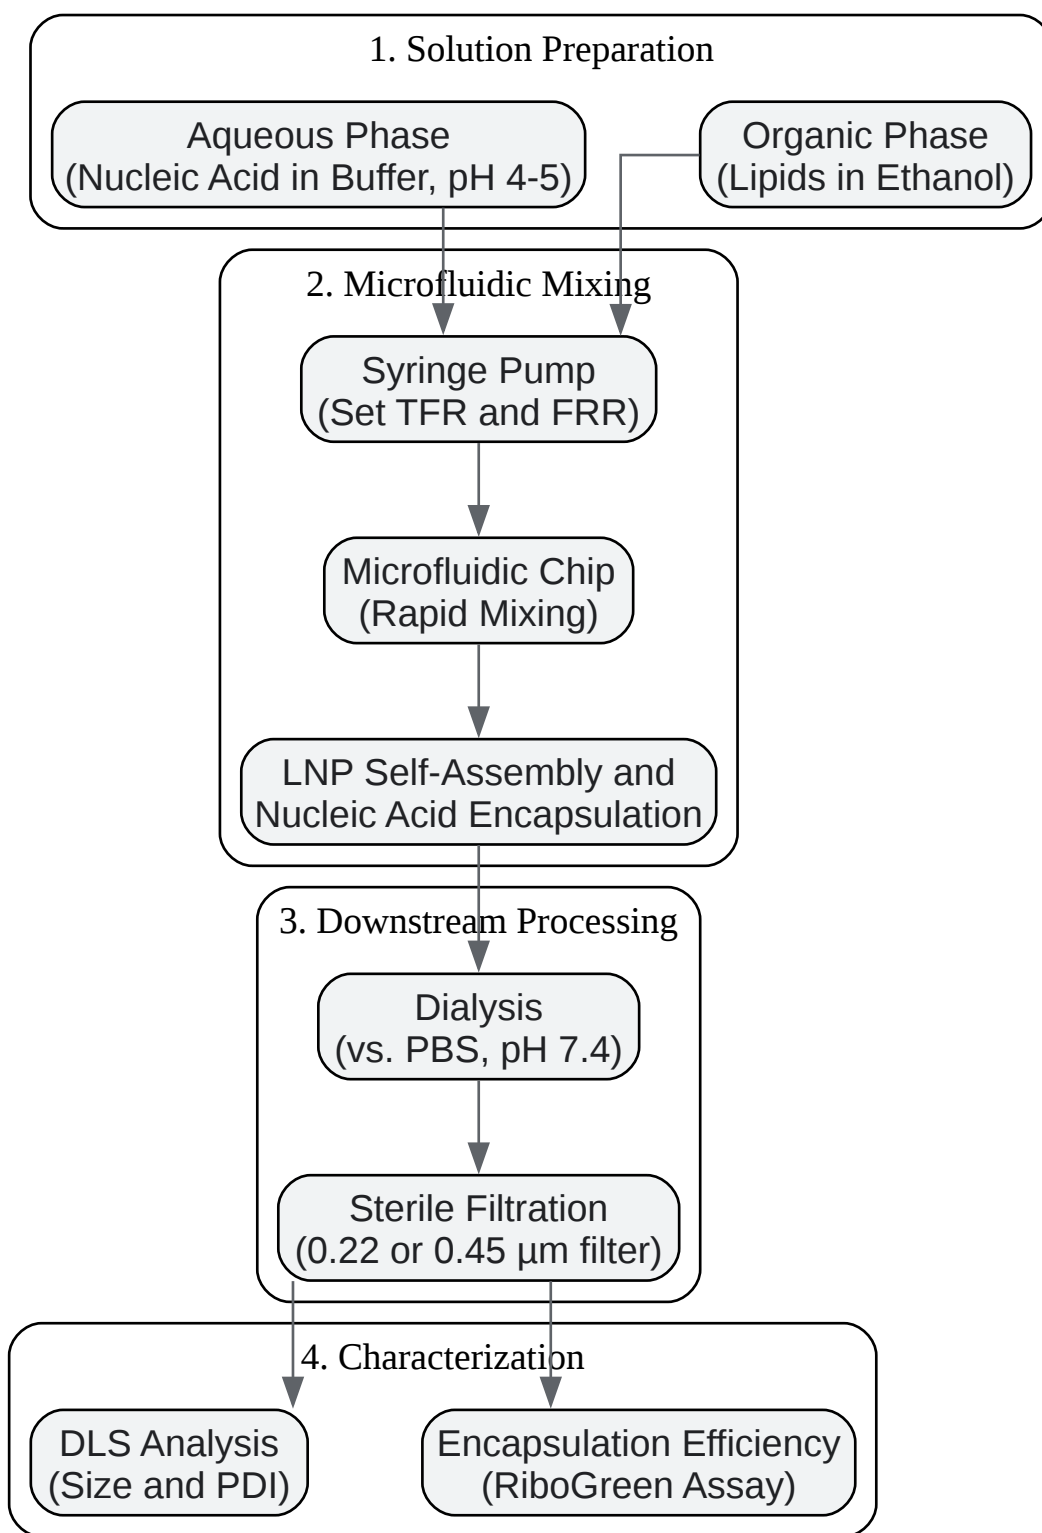 1. Solution Preparation
Aqueous Phase
(Nucleic Acid in Buffer, pH 4-5)
Organic Phase
(Lipids in Ethanol)
2. Microfluidic Mixing
Syringe Pump
(Set TFR and FRR)
Microfluidic Chip
(Rapid Mixing)
LNP Self-Assembly and
Nucleic Acid Encapsulation
3. Downstream Processing
Dialysis
(vs. PBS, pH 7.4)
Sterile Filtration
(0.22 or 0.45 µm filter)
4. Characterization
DLS Analysis
(Size and PDI)
Encapsulation Efficiency
(RiboGreen Assay)